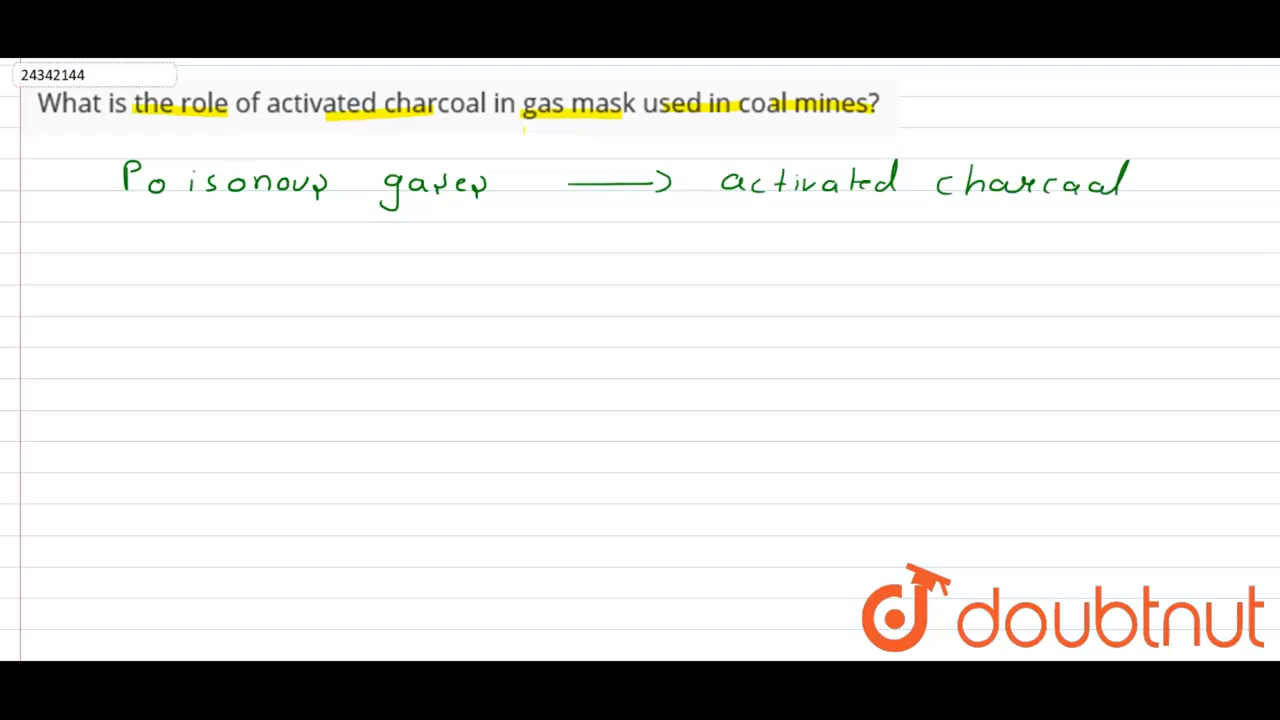 24342144
What is the role of activated charcoal in gas mask used in coal mines?
Poisonous gases → activated charcaal
doubtnut